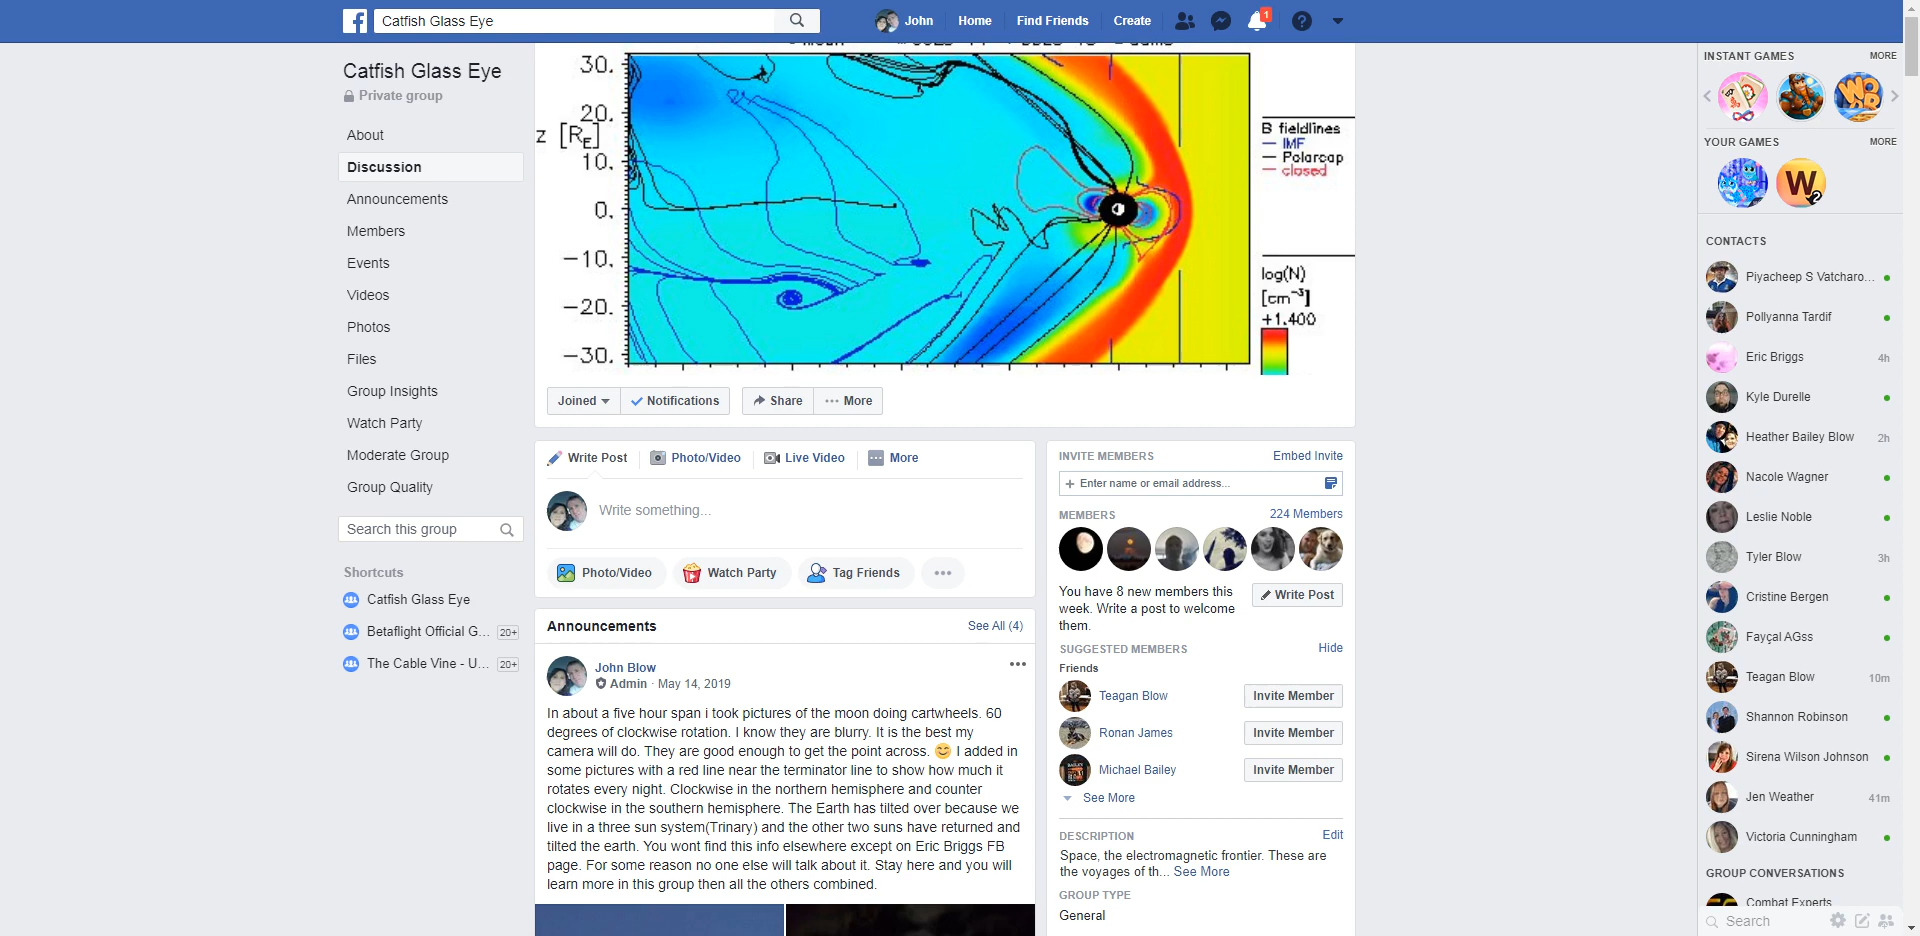 Catfish Glass Eye
John
Home
Find Friends
Create
1
Catfish Glass Eye
Private group
About
Discussion
Announcements
Members
Events
Videos
Photos
Files
Group Insights
Watch Party
Moderate Group
Group Quality
Search this group
Shortcuts
Catfish Glass Eye
Betaflight Official G... 20+
The Cable Vine - U... 20+
30.
20.
z [RE]
10.
0.
-10.
-20.
-30.
B fieldlines
IMF
Polarcap
closed
log(N)
[cm-3]
+1.400
Joined
Notifications
Share
More
Write Post
Photo/Video
Live Video
More
Write something...
Photo/Video
Watch Party
Tag Friends
Announcements
See All (4)
John Blow
Admin · May 14, 2019
In about a five hour span i took pictures of the moon doing cartwheels. 60
degrees of clockwise rotation. I know they are blurry. It is the best my
camera will do. They are good enough to get the point across. 😊 I added in
some pictures with a red line near the terminator line to show how much it
rotates every night. Clockwise in the northern hemisphere and counter
clockwise in the southern hemisphere. The Earth has tilted over because we
live in a three sun system(Trinary) and the other two suns have returned and
tilted the earth. You wont find this info elsewhere except on Eric Briggs FB
page. For some reason no one else will talk about it. Stay here and you will
learn more in this group then all the others combined.
INVITE MEMBERS
Embed Invite
+ Enter name or email address...
MEMBERS
224 Members
You have 8 new members this
week. Write a post to welcome
them.
Write Post
SUGGESTED MEMBERS
Hide
Friends
Teagan Blow
Invite Member
Ronan James
Invite Member
Michael Bailey
Invite Member
See More
DESCRIPTION
Edit
Space, the electromagnetic frontier. These are
the voyages of th... See More
GROUP TYPE
General
INSTANT GAMES
MORE
YOUR GAMES
MORE
W
2
CONTACTS
Piyacheep S Vatcharo...
Pollyanna Tardif
Eric Briggs 4h
Kyle Durelle
Heather Bailey Blow 2h
Nacole Wagner
Leslie Noble
Tyler Blow 3h
Cristine Bergen
Fayçal AGss
Teagan Blow 10m
Shannon Robinson
Sirena Wilson Johnson
Jen Weather 41m
Victoria Cunningham
GROUP CONVERSATIONS
Combat Experts
Search